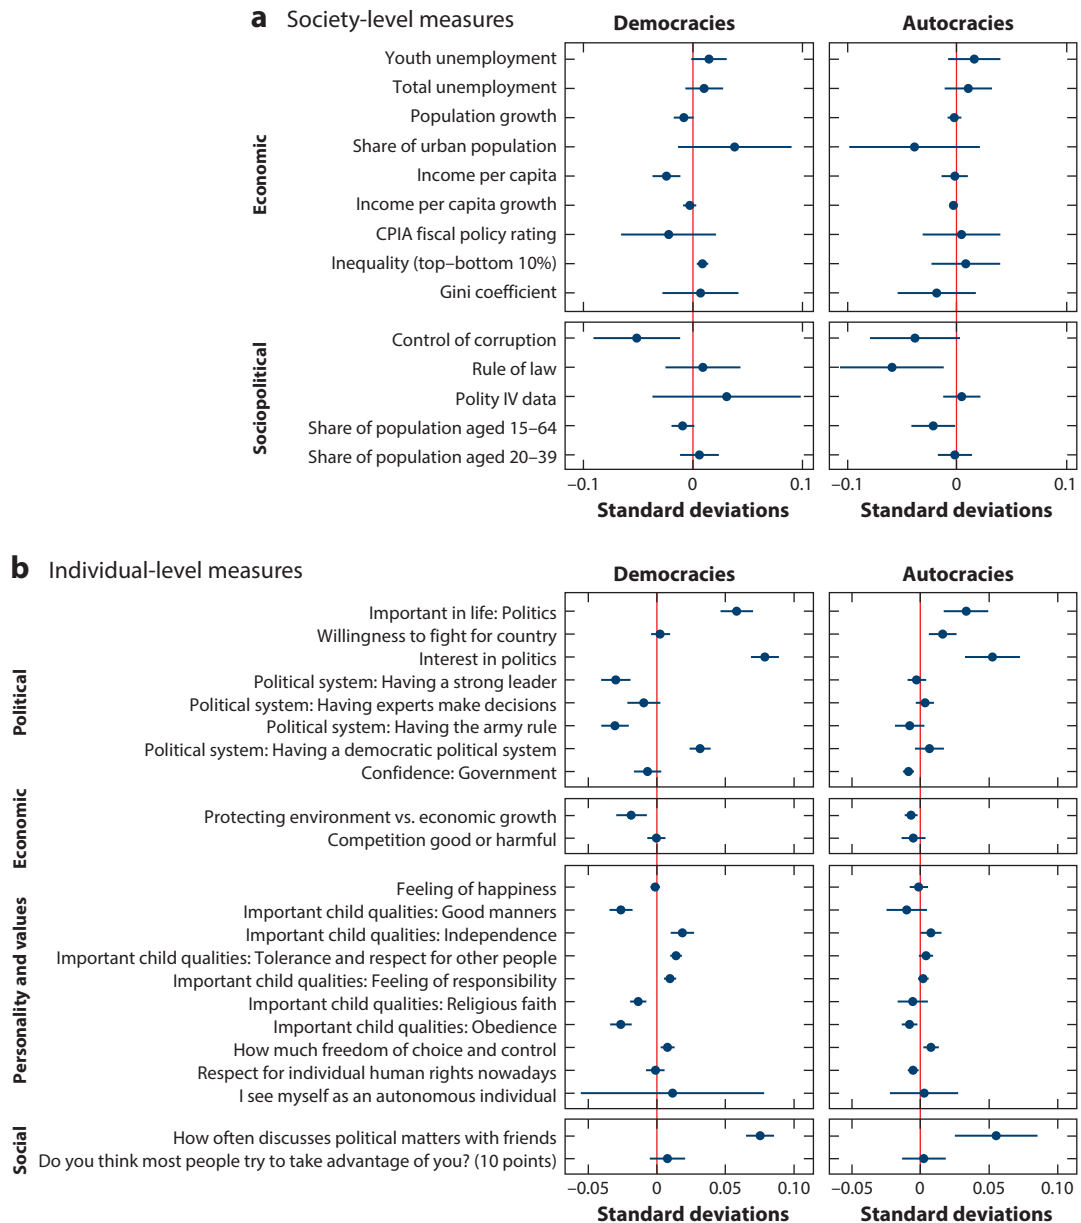 a Society-level measures
Democracies
Autocracies
Economic
Youth unemployment
Total unemployment
Population growth
Share of urban population
Income per capita
Income per capita growth
CPIA fiscal policy rating
Inequality (top–bottom 10%)
Gini coefficient
Sociopolitical
Control of corruption
Rule of law
Polity IV data
Share of population aged 15–64
Share of population aged 20–39
−0.1 0 0.1
−0.1 0 0.1
Standard deviations
Standard deviations
b Individual-level measures
Democracies
Autocracies
Political
Important in life: Politics
Willingness to fight for country
Interest in politics
Political system: Having a strong leader
Political system: Having experts make decisions
Political system: Having the army rule
Political system: Having a democratic political system
Confidence: Government
Economic
Protecting environment vs. economic growth
Competition good or harmful
Personality and values
Feeling of happiness
Important child qualities: Good manners
Important child qualities: Independence
Important child qualities: Tolerance and respect for other people
Important child qualities: Feeling of responsibility
Important child qualities: Religious faith
Important child qualities: Obedience
How much freedom of choice and control
Respect for individual human rights nowadays
I see myself as an autonomous individual
Social
How often discusses political matters with friends
Do you think most people try to take advantage of you? (10 points)
−0.05 0 0.05 0.10
−0.05 0 0.05 0.10
Standard deviations
Standard deviations